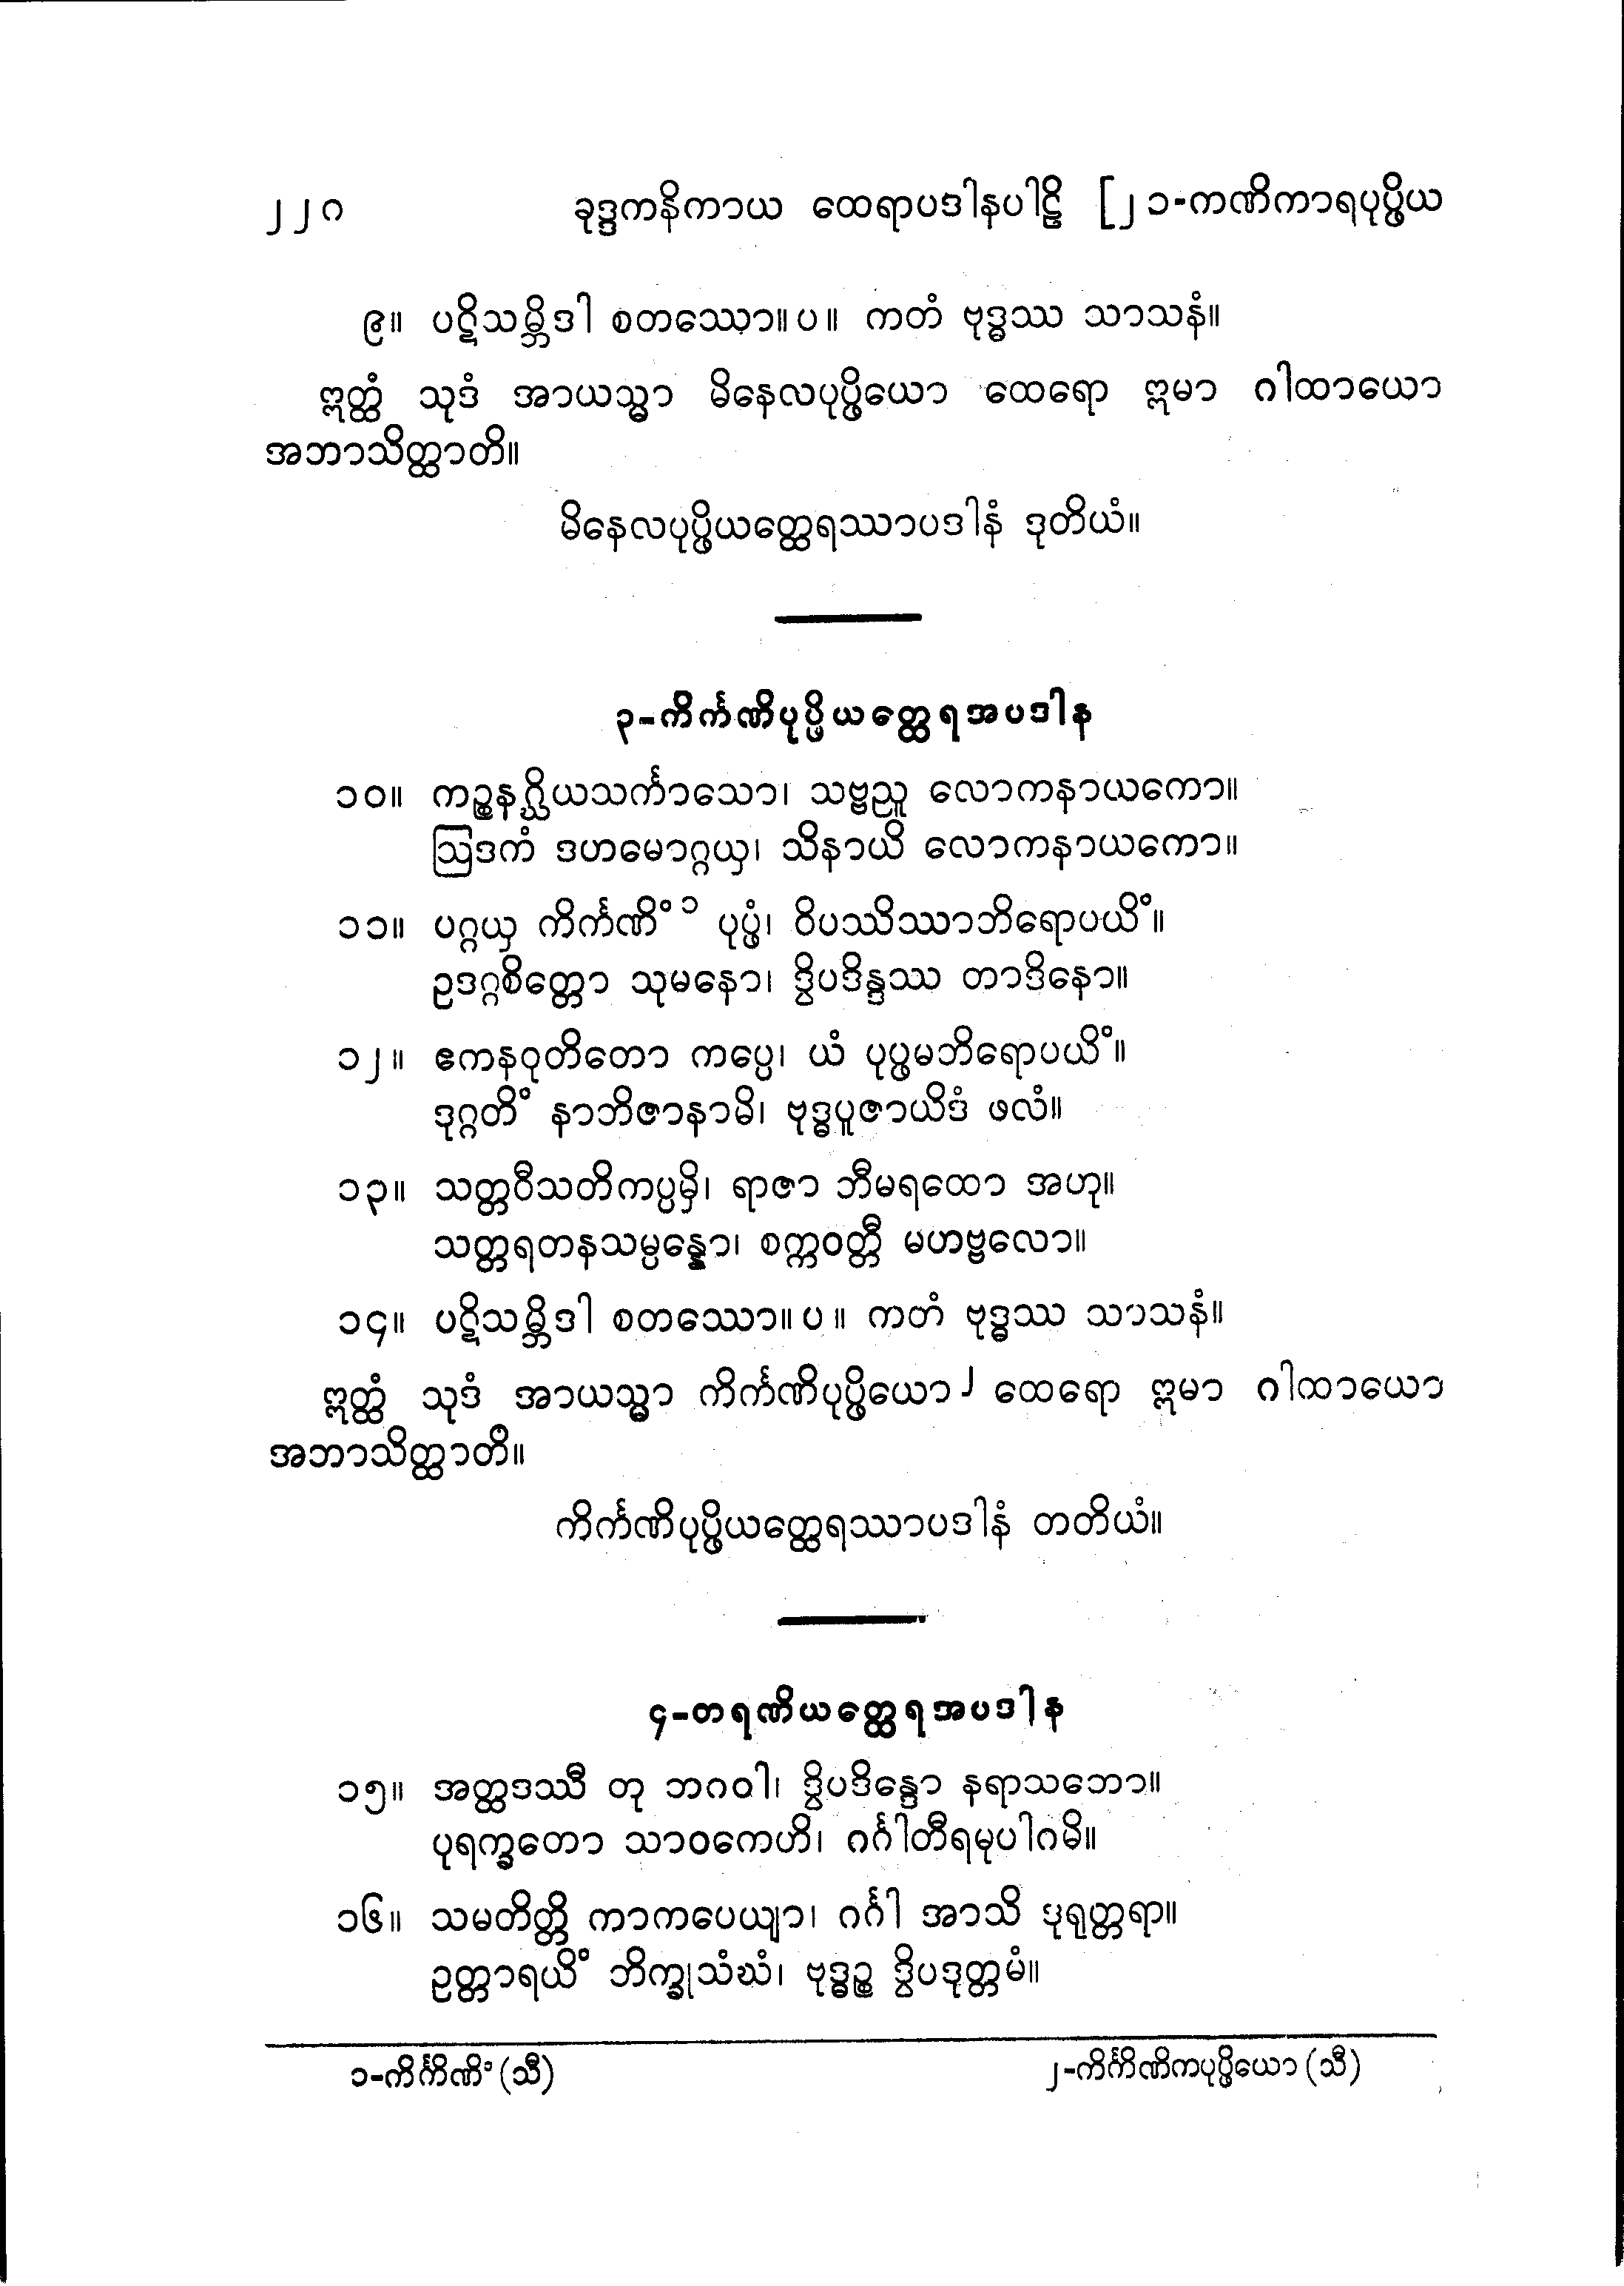 ၂၂၈ ခုဒ္ဒကနိကာယ ထေရာပဒါနပါဠိ [၂၁-ကဏိကာရပုပ္ဖိယ
၉။ ပဋိသမ္ဘိဒါ စတဿော။ပ။ ကတံ ဗုဒ္ဓဿ သာသနံ။
ဣတ္ထံ သုဒံ အာယသ္မာ မိနေလပုပ္ဖိယော ထေရော ဣမာ ဂါထာယော
အဘာသိတ္ထာတိ။
မိနေလပုပ္ဖိယတ္ထေရဿာပဒါနံ ဒုတိယံ။
၃-ကိင်္ကဏိပုပ္ဖိယတ္ထေရအပဒါန
၁၀။ ကဉ္စနဂ္ဃိယသင်္ကာသော၊ သဗ္ဗညူ လောကနာယကော။
ဩဒကံ ဒဟမောဂ္ဂယှ၊ သိနာယိ လောကနာယကော။
၁၁။ ပဂ္ဂယှ ကိင်္ကဏိံ ၁ ပုပ္ဖံ၊ ဝိပဿိဿာဘိရောပယိံ။
ဥဒဂ္ဂစိတ္တော သုမနော၊ ဒွိပဒိန္ဒဿ တာဒိနော။
၁၂။ ဧကနဝုတိတော ကပ္ပေ၊ ယံ ပုပ္ဖမဘိရောပယိံ။
ဒုဂ္ဂတိံ နာဘိဇာနာမိ၊ ဗုဒ္ဓပူဇာယိဒံ ဖလံ။
၁၃။ သတ္တဝီသတိကပ္ပမှိ၊ ရာဇာ ဘီမရထော အဟု။
သတ္တရတနသမ္ပန္နော၊ စက္ကဝတ္တီ မဟဗ္ဗလော။
၁၄။ ပဋိသမ္ဘိဒါ စတဿော။ပ။ ကတံ ဗုဒ္ဓဿ သာသနံ။
ဣတ္ထံ သုဒံ အာယသ္မာ ကိင်္ကဏိပုပ္ဖိယော ၂ ထေရော ဣမာ ဂါထာယော
အဘာသိတ္ထာတိ။
ကိင်္ကဏိပုပ္ဖိယတ္ထေရဿာပဒါနံ တတိယံ။
၄-တရဏိယတ္ထေရအပဒါန
၁၅။ အတ္ထဒဿီ တု ဘဂဝါ၊ ဒွိပဒိန္ဒော နရာသဘော။
ပုရက္ခတော သာဝကေဟိ၊ ဂင်္ဂါတီရမုပါဂမိ။
၁၆။ သမတိတ္တိ ကာကပေယျာ၊ ဂင်္ဂါ အာသိ ဒုရုတ္တရာ။
ဥတ္တာရယိံ ဘိက္ခုသံဃံ၊ ဗုဒ္ဓဉ္စ ဒွိပဒုတ္တမံ။
၁-ကိင်္ကိဏိံ (သီ) ၂-ကိင်္ကိဏိကပုပ္ဖိယော (သီ)